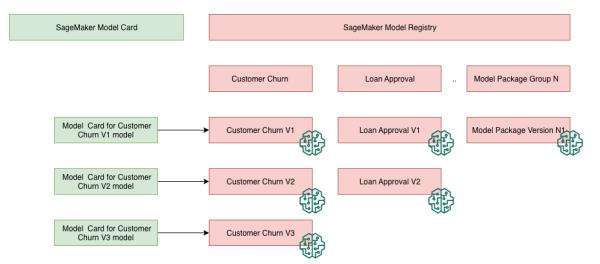 SageMaker Model Card
SageMaker Model Registry
Customer Churn
Loan Approval
..
Model Package Group N
Model Card for Customer
Churn V1 model
Customer Churn V1
Loan Approval V1
Model Package Version N1
Model Card for Customer
Churn V2 model
Customer Churn V2
Loan Approval V2
Model Card for Customer
Churn V3 model
Customer Churn V3